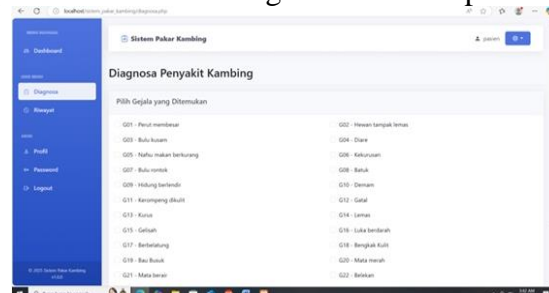 localhost/sistem_pakar_kambing/diagnosa.php
Sistem Pakar Kambing
pasien
Dashboard
Diagnosa
Riwayat
Profil
Password
Logout
Diagnosa Penyakit Kambing
Pilih Gejala yang Ditemukan
G01 - Perut membesar
G02 - Hewan tampak lemas
G03 - Bulu kusam
G04 - Diare
G05 - Nafsu makan berkurang
G06 - Kekurusan
G07 - Bulu rontok
G08 - Batuk
G09 - Hidung berlendir
G10 - Demam
G11 - Keropeng dikulit
G12 - Gatal
G13 - Kurus
G14 - Lemas
G15 - Gelisah
G16 - Luka berdarah
G17 - Berbelatung
G18 - Bengkak Kulit
G19 - Bau Busuk
G20 - Mata merah
G21 - Mata berair
G22 - Belekan
© 2025 Sistem Pakar Kambing